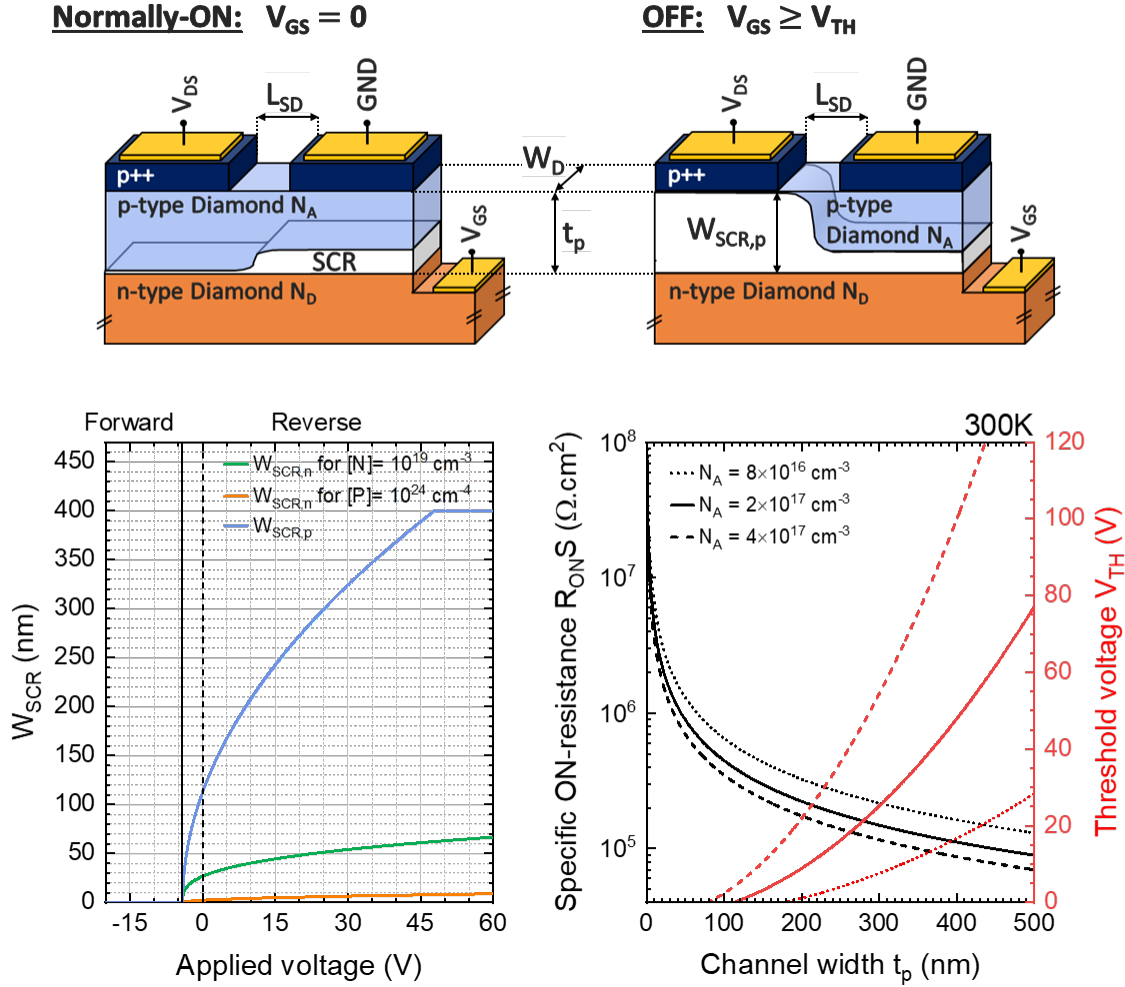 Normally-ON: V_GS = 0
OFF: V_GS ≥ V_TH
V_DS
L_SD
GND
p++
p-type Diamond N_A
SCR
n-type Diamond N_D
V_GS
W_D
t_p
V_DS
L_SD
GND
p++
p-type
Diamond N_A
W_SCR,p
n-type Diamond N_D
V_GS
Forward
Reverse
W_SCR,n for [N]= 10^19 cm^-3
W_SCR,n for [P]= 10^24 cm^-4
W_SCR,p
450
400
350
300
250
200
150
100
50
0
W_SCR (nm)
-15 0 15 30 45 60
Applied voltage (V)
300K
N_A = 8×10^16 cm^-3
N_A = 2×10^17 cm^-3
N_A = 4×10^17 cm^-3
10^8
10^7
10^6
10^5
Specific ON-resistance R_ON S (Ω.cm^2)
120
100
80
60
40
20
0
Threshold voltage V_TH (V)
0 100 200 300 400 500
Channel width t_p (nm)